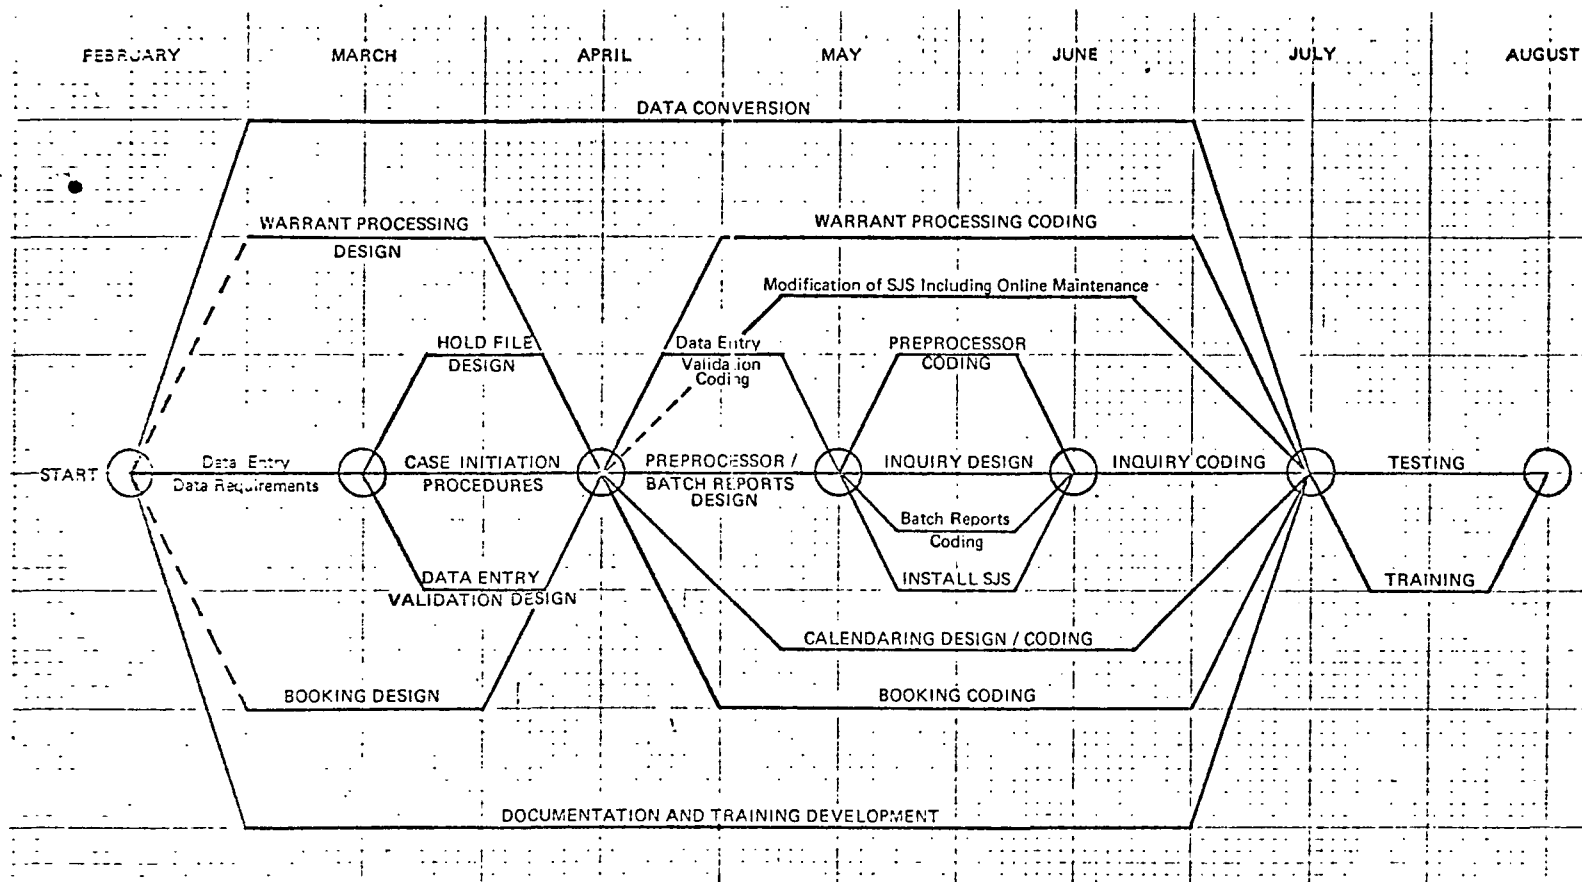 FEBRUARY MARCH APRIL MAY JUNE JULY AUGUST
DATA CONVERSION
WARRANT PROCESSING
DESIGN
WARRANT PROCESSING CODING
Modification of SJS Including Online Maintenance
HOLD FILE
DESIGN
Data Entry
Validation
Coding
PREPROCESSOR
CODING
START
Data Entry
Data Requirements
CASE INITIATION
PROCEDURES
PREPROCESSOR /
BATCH REPORTS
DESIGN
INQUIRY DESIGN
INQUIRY CODING
TESTING
Batch Reports
Coding
DATA ENTRY
VALIDATION DESIGN
INSTALL SJS
TRAINING
CALENDARING DESIGN / CODING
BOOKING DESIGN
BOOKING CODING
DOCUMENTATION AND TRAINING DEVELOPMENT